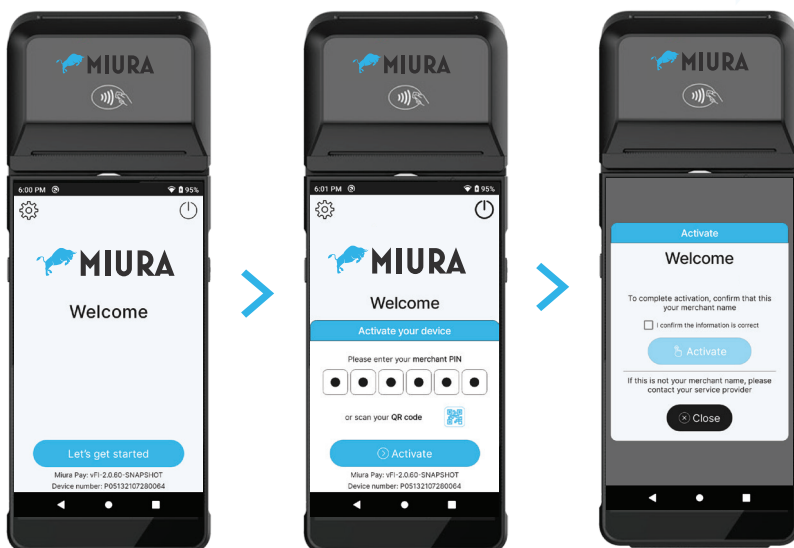 MIURA
6:00 PM
95%
MIURA
Welcome
Let's get started
Miura Pay: vFI-2.0.60-SNAPSHOT
Device number: P05132107280064
MIURA
6:01 PM
95%
MIURA
Welcome
Activate your device
Please enter your merchant PIN
or scan your QR code
Activate
Miura Pay: vFI-2.0.60-SNAPSHOT
Device number: P05132107280064
MIURA
Activate
Welcome
To complete activation, confirm that this
your merchant name
I confirm the information is correct
Activate
If this is not your merchant name, please
contact your service provider
Close